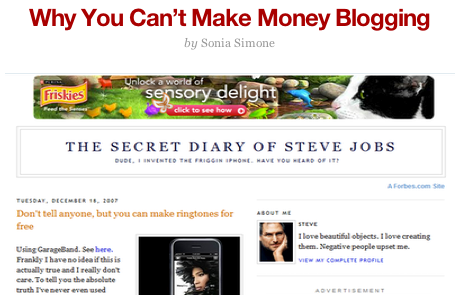 Why You Can't Make Money Blogging
by Sonia Simone
PURINA
Friskies
Feed the Senses
Unlock a world of
sensory delight
click to see how
THE SECRET DIARY OF STEVE JOBS
DUDE, I INVENTED THE FRIGGIN IPHONE. HAVE YOU HEARD OF IT?
A Forbes.com Site
TUESDAY, DECEMBER 18, 2007
Don't tell anyone, but you can make ringtones for
free
Using GarageBand. See here.
Frankly I have no idea if this is
actually true and I really don't
care. To tell you the absolute
truth I've never even used
ABOUT ME
STEVE
I love beautiful objects. I love creating
them. Negative people upset me.
VIEW MY COMPLETE PROFILE
ADVERTISEMENT